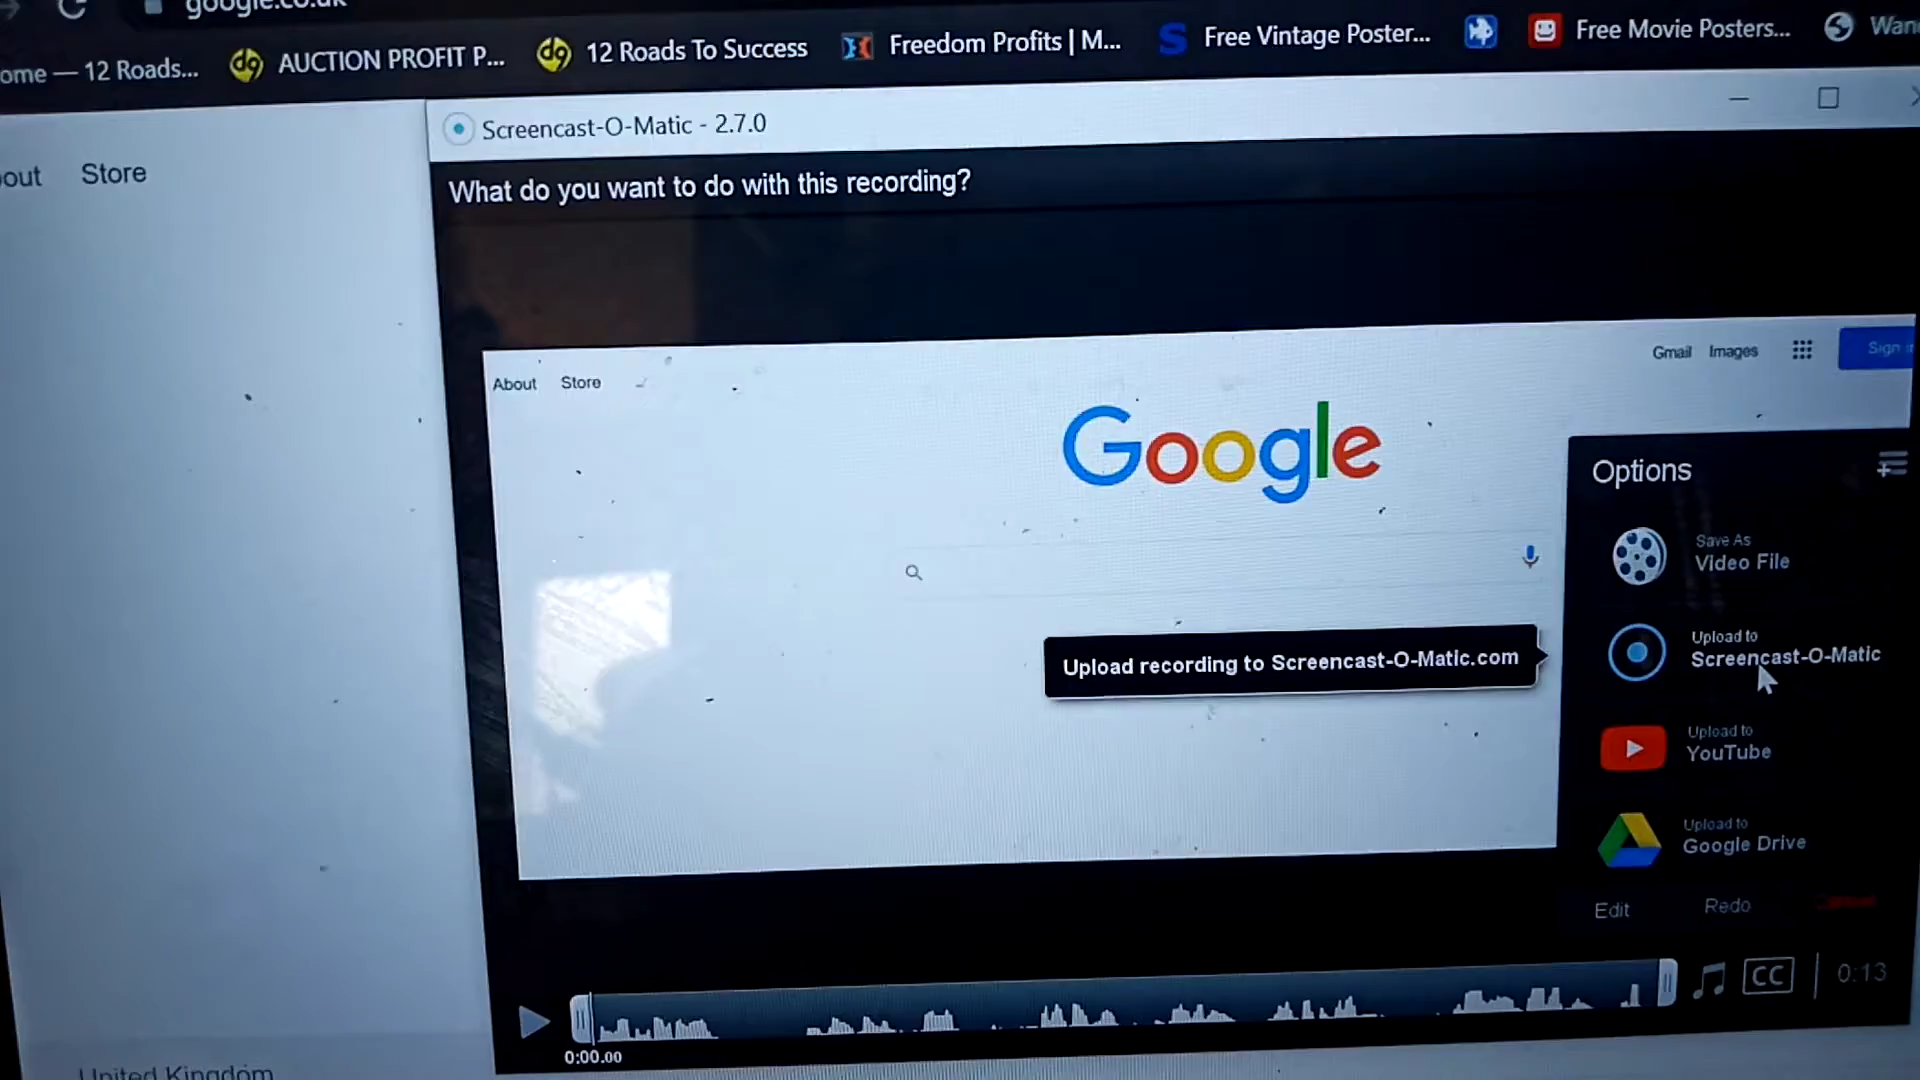 google.co.uk
ome — 12 Roads...
AUCTION PROFIT P...
12 Roads To Success
Freedom Profits | M...
Free Vintage Poster...
Free Movie Posters...
Screencast-O-Matic - 2.7.0
out Store
What do you want to do with this recording?
About Store
Gmail Images
Sign in
Google
Options
Save As
Video File
Upload to
Screencast-O-Matic
Upload recording to Screencast-O-Matic.com
Upload to
YouTube
Upload to
Google Drive
Edit Redo Cancel
CC 0:13
0:00.00
United Kingdom